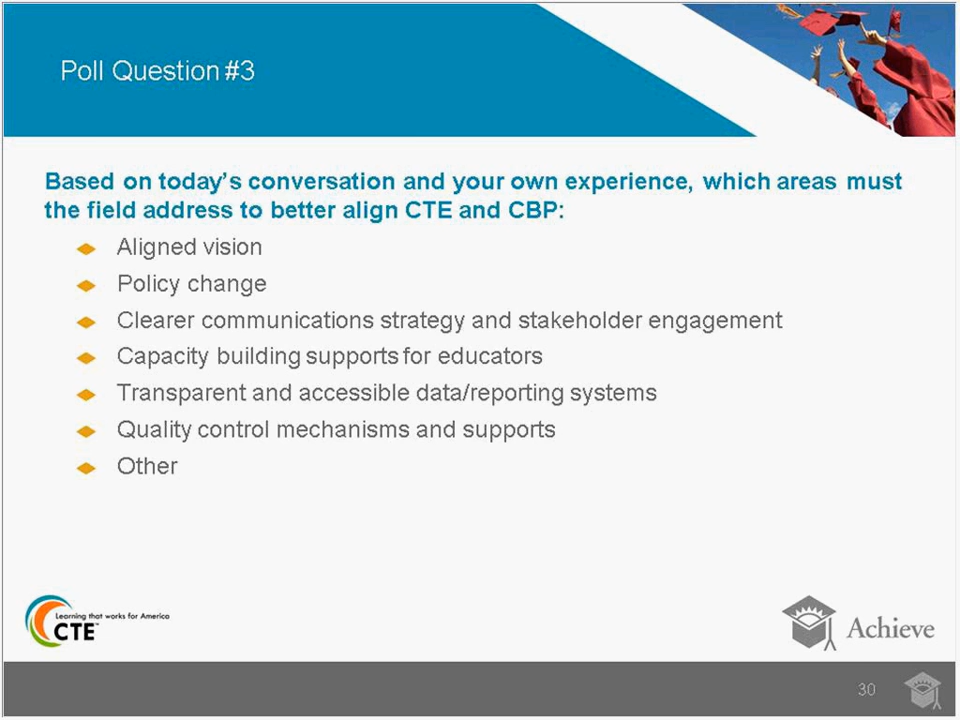 Poll Question #3
Based on today's conversation and your own experience, which areas must
the field address to better align CTE and CBP:
Aligned vision
Policy change
Clearer communications strategy and stakeholder engagement
Capacity building supports for educators
Transparent and accessible data/reporting systems
Quality control mechanisms and supports
Other
Learning that works for America
CTE™
Achieve
30